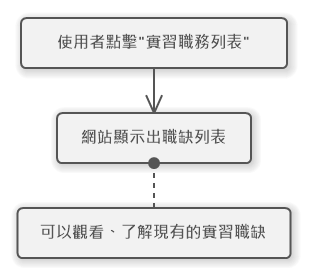 使用者點擊"實習職務列表"
網站顯示出職缺列表
可以觀看、了解現有的實習職缺